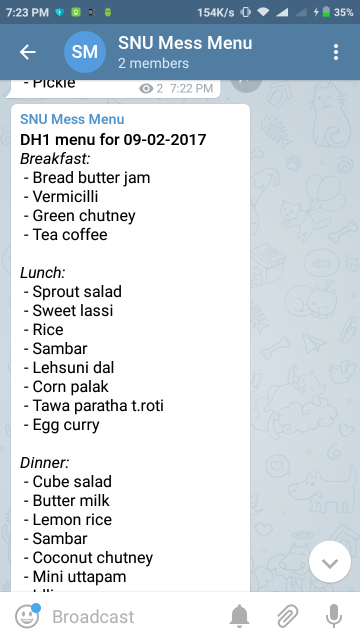 7:23 PM 154K/s 35%
SM SNU Mess Menu
2 members
- Pickle
2 7:22 PM
SNU Mess Menu
DH1 menu for 09-02-2017
Breakfast:
- Bread butter jam
- Vermicilli
- Green chutney
- Tea coffee
Lunch:
- Sprout salad
- Sweet lassi
- Rice
- Sambar
- Lehsuni dal
- Corn palak
- Tawa paratha t.roti
- Egg curry
Dinner:
- Cube salad
- Butter milk
- Lemon rice
- Sambar
- Coconut chutney
- Mini uttapam
Broadcast